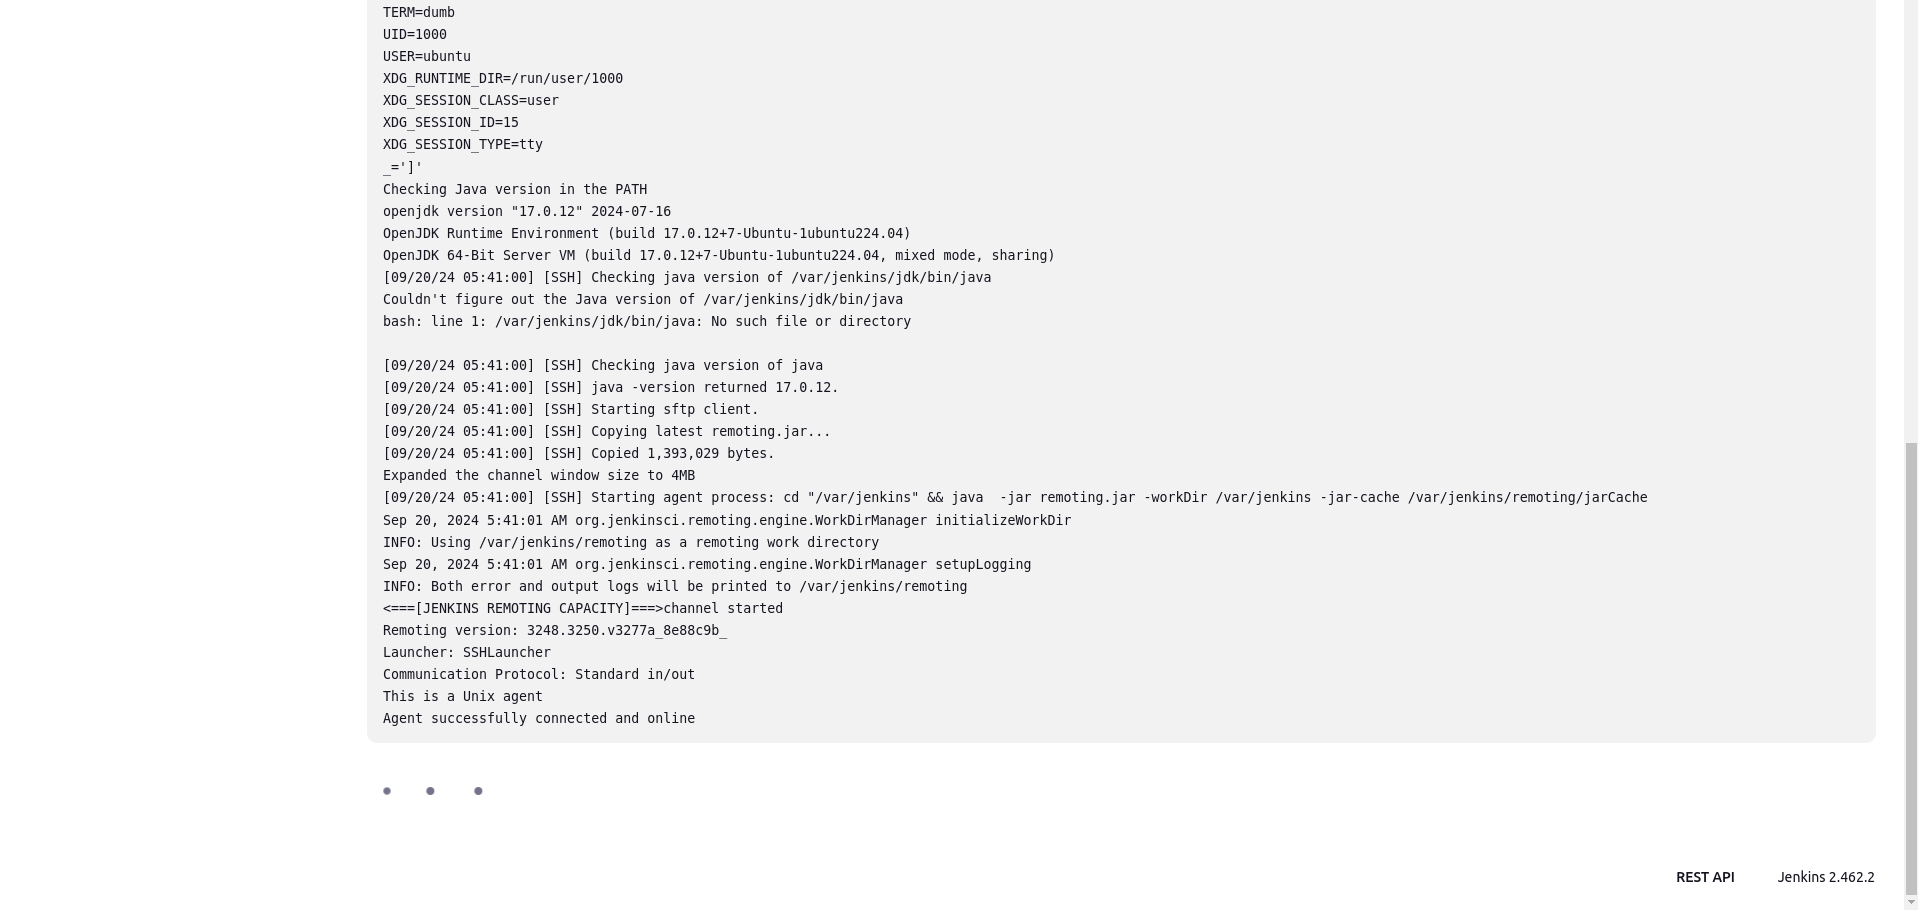 TERM=dumb
UID=1000
USER=ubuntu
XDG_RUNTIME_DIR=/run/user/1000
XDG_SESSION_CLASS=user
XDG_SESSION_ID=15
XDG_SESSION_TYPE=tty
_=']'
Checking Java version in the PATH
openjdk version "17.0.12" 2024-07-16
OpenJDK Runtime Environment (build 17.0.12+7-Ubuntu-1ubuntu224.04)
OpenJDK 64-Bit Server VM (build 17.0.12+7-Ubuntu-1ubuntu224.04, mixed mode, sharing)
[09/20/24 05:41:00] [SSH] Checking java version of /var/jenkins/jdk/bin/java
Couldn't figure out the Java version of /var/jenkins/jdk/bin/java
bash: line 1: /var/jenkins/jdk/bin/java: No such file or directory

[09/20/24 05:41:00] [SSH] Checking java version of java
[09/20/24 05:41:00] [SSH] java -version returned 17.0.12.
[09/20/24 05:41:00] [SSH] Starting sftp client.
[09/20/24 05:41:00] [SSH] Copying latest remoting.jar...
[09/20/24 05:41:00] [SSH] Copied 1,393,029 bytes.
Expanded the channel window size to 4MB
[09/20/24 05:41:00] [SSH] Starting agent process: cd "/var/jenkins" && java  -jar remoting.jar -workDir /var/jenkins -jar-cache /var/jenkins/remoting/jarCache
Sep 20, 2024 5:41:01 AM org.jenkinsci.remoting.engine.WorkDirManager initializeWorkDir
INFO: Using /var/jenkins/remoting as a remoting work directory
Sep 20, 2024 5:41:01 AM org.jenkinsci.remoting.engine.WorkDirManager setupLogging
INFO: Both error and output logs will be printed to /var/jenkins/remoting
<===[JENKINS REMOTING CAPACITY]===>channel started
Remoting version: 3248.3250.v3277a_8e88c9b_
Launcher: SSHLauncher
Communication Protocol: Standard in/out
This is a Unix agent
Agent successfully connected and online
REST API Jenkins 2.462.2